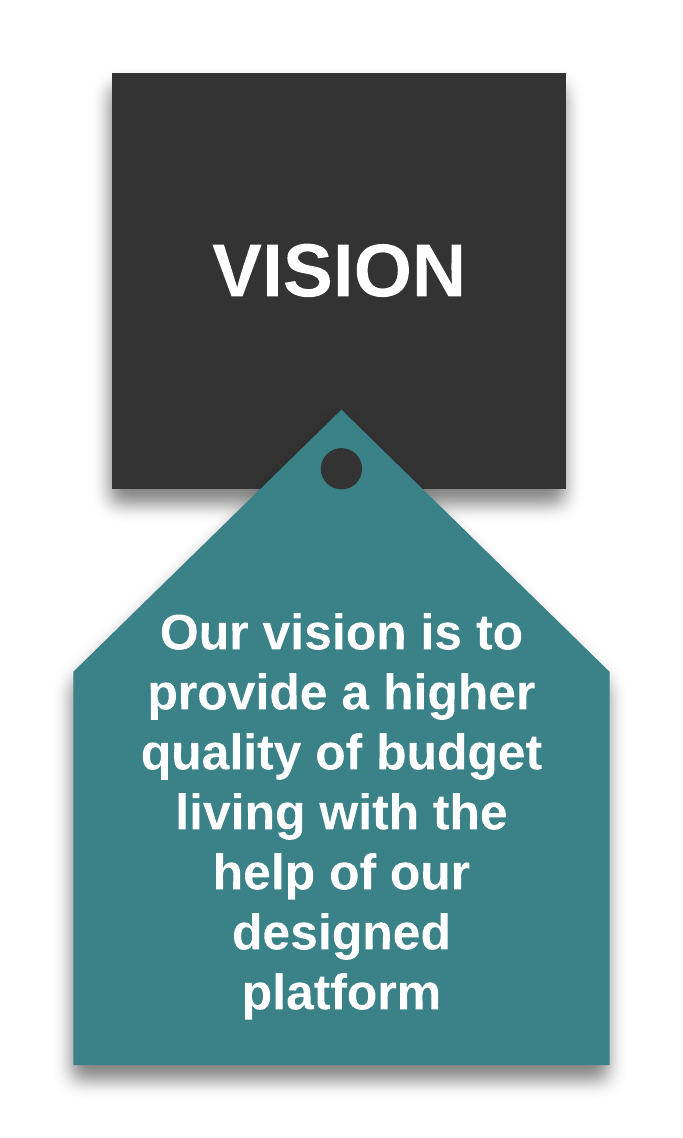 VISION
Our vision is to
provide a higher
quality of budget
living with the
help of our
designed
platform